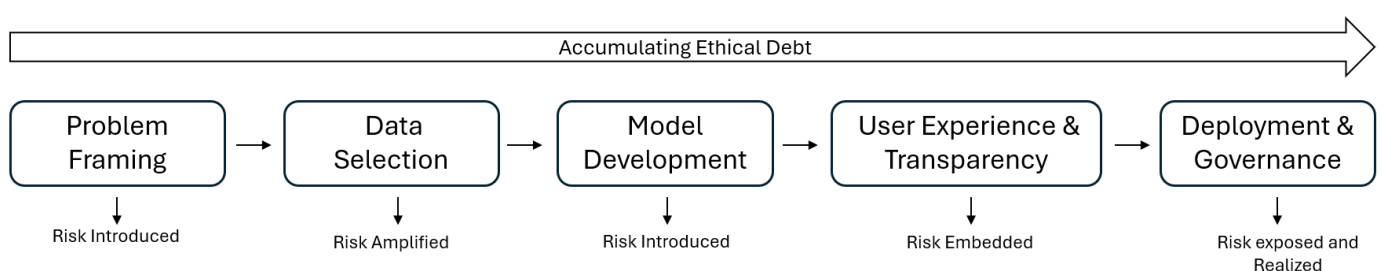 Accumulating Ethical Debt
Problem
Framing
Data
Selection
Model
Development
User Experience &
Transparency
Deployment &
Governance
Risk Introduced
Risk Amplified
Risk Introduced
Risk Embedded
Risk exposed and
Realized